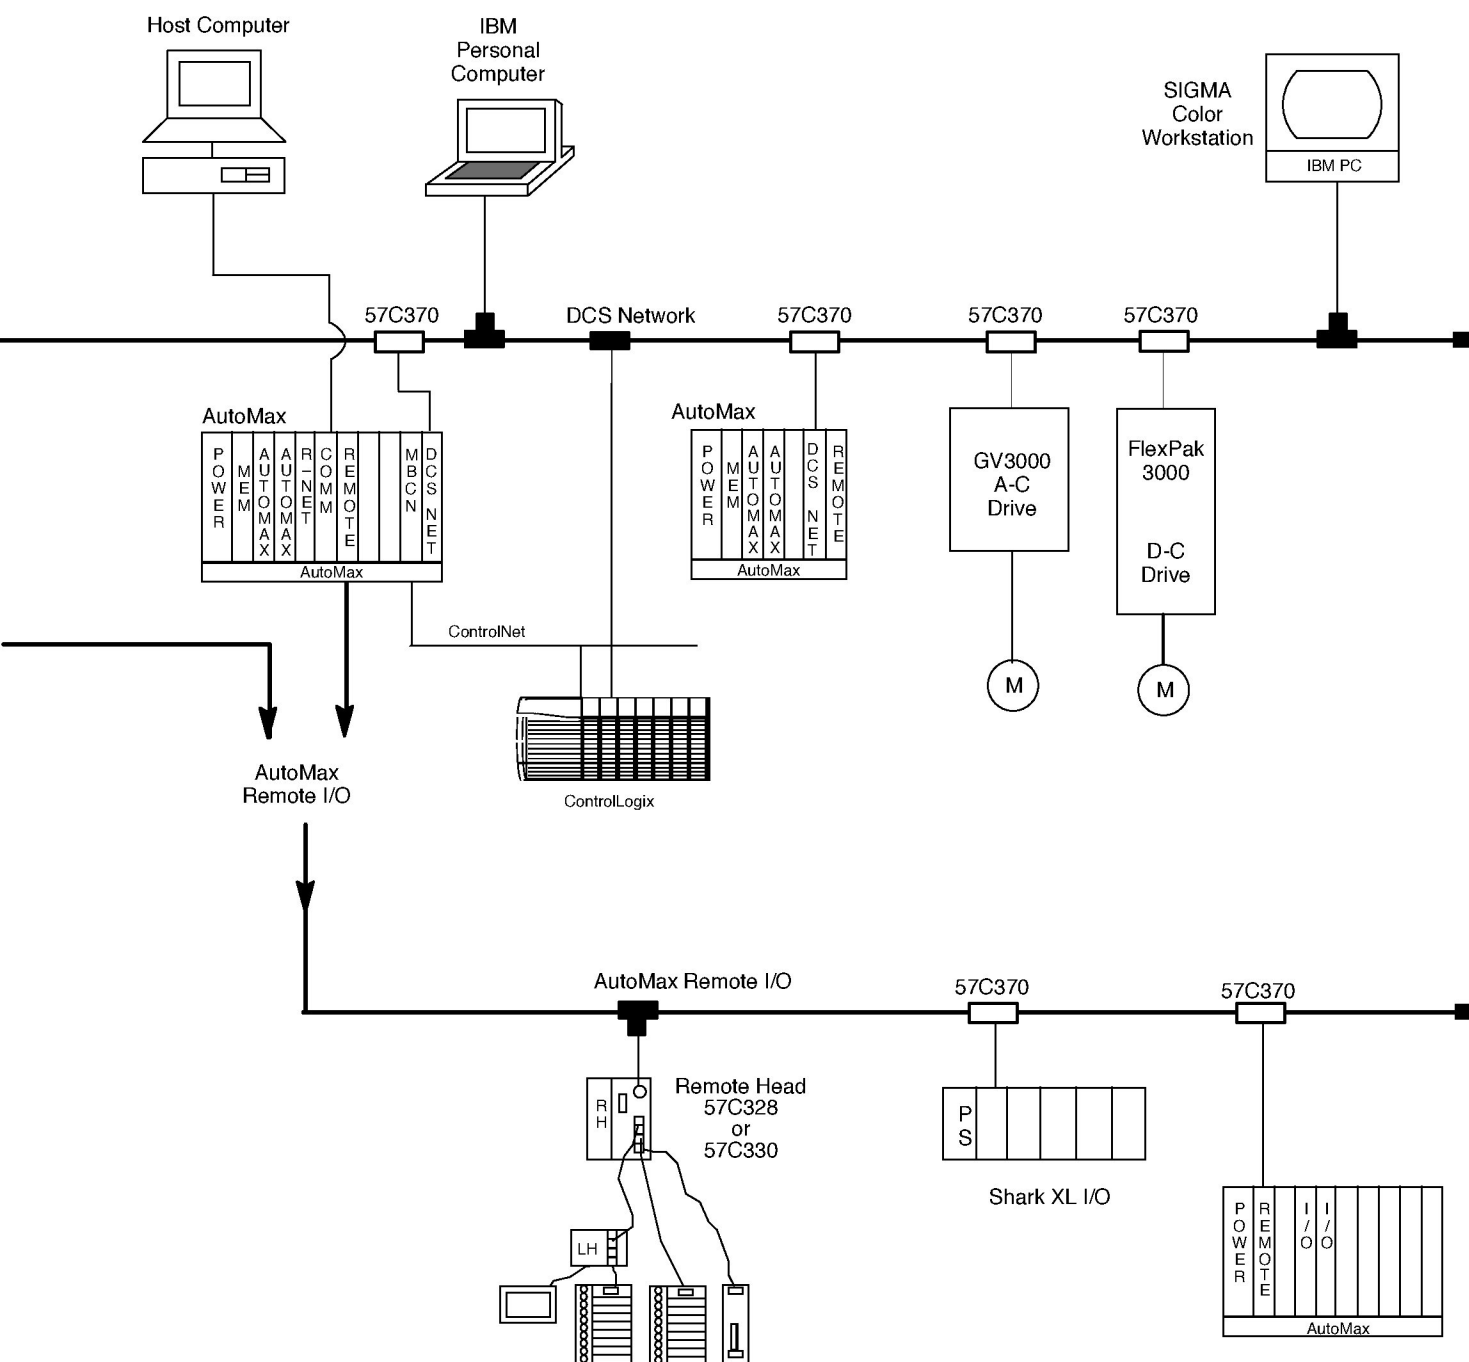 Host Computer
IBM
Personal
Computer
SIGMA
Color
Workstation
IBM PC
57C370
DCS Network
57C370
57C370
57C370
AutoMax
POWER
MEM
AUTOMAX
AUTOMAX
R-NET
COMM
REMOTE
MBCN
DCS NET
AutoMax
AutoMax
POWER
MEM
AUTOMAX
AUTOMAX
DCS NET
REMOTE
AutoMax
GV3000
A-C
Drive
M
FlexPak
3000
D-C
Drive
M
ControlNet
ControlLogix
AutoMax
Remote I/O
AutoMax Remote I/O
57C370
57C370
RH
Remote Head
57C328
or
57C330
LH
PS
Shark XL I/O
POWER
REMOTE
I/O
I/O
AutoMax